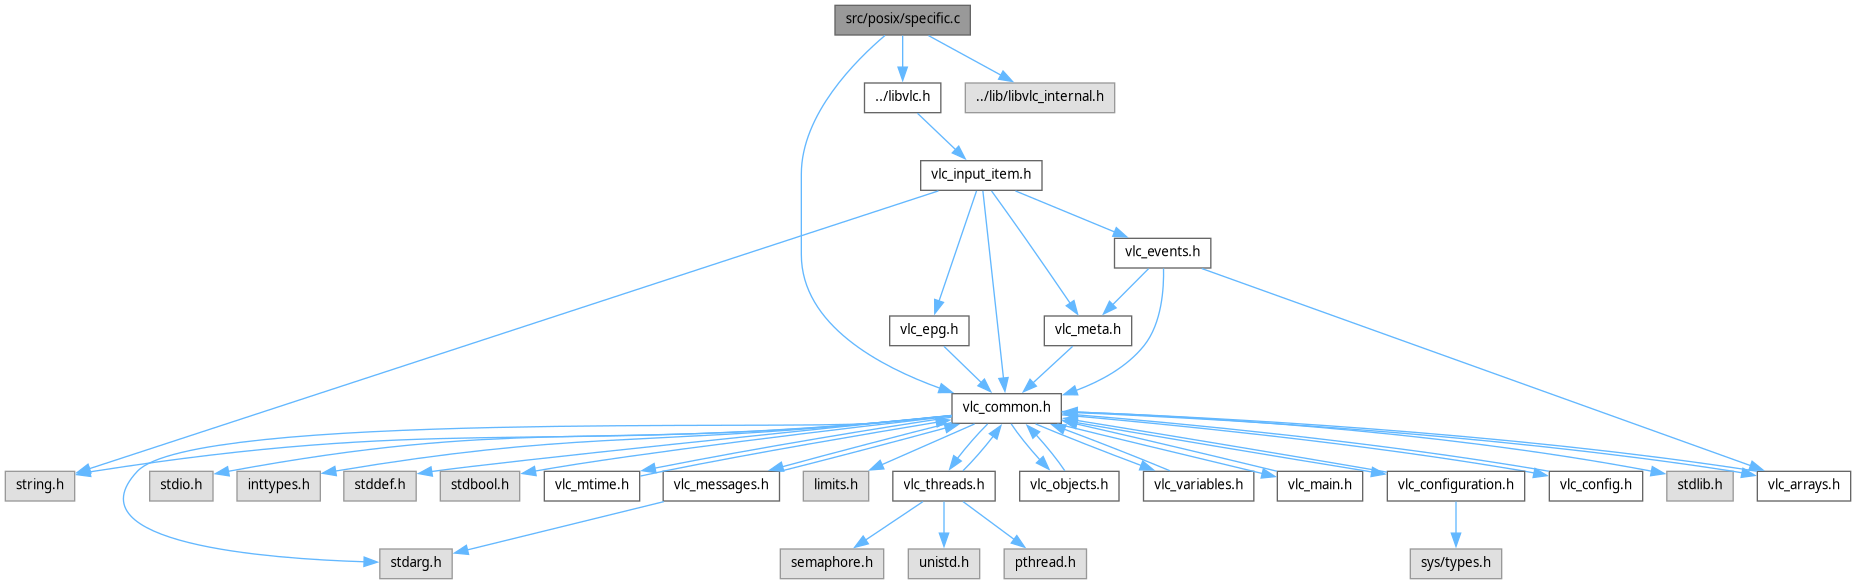 src/posix/specific.c
../libvlc.h
../lib/libvlc_internal.h
vlc_input_item.h
vlc_events.h
vlc_epg.h
vlc_meta.h
vlc_common.h
string.h
stdio.h
inttypes.h
stddef.h
stdbool.h
vlc_mtime.h
vlc_messages.h
limits.h
vlc_threads.h
vlc_objects.h
vlc_variables.h
vlc_main.h
vlc_configuration.h
vlc_config.h
stdlib.h
vlc_arrays.h
stdarg.h
semaphore.h
unistd.h
pthread.h
sys/types.h